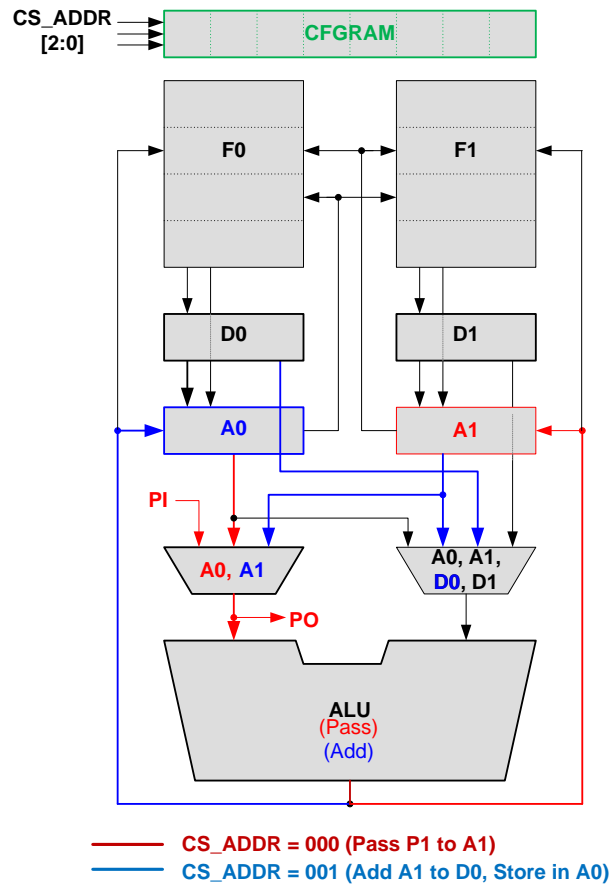 CS_ADDR
[2:0]
CFGRAM
F0
F1
D0
D1
A0
A1
PI
A0, A1
A0, A1,
D0, D1
PO
ALU
(Pass)
(Add)
CS_ADDR = 000 (Pass P1 to A1)
CS_ADDR = 001 (Add A1 to D0, Store in A0)